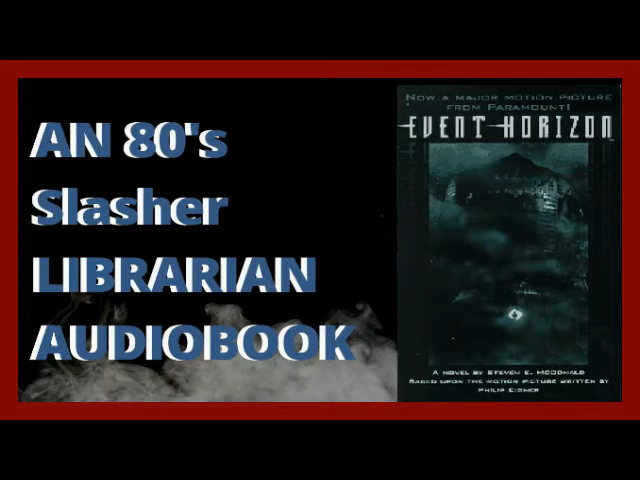 AN 80's
Slasher
LIBRARIAN
AUDIOBOOK
NOW A MAJOR MOTION PICTURE
FROM PARAMOUNT!
EVENT HORIZON
A NOVEL BY STEVEN E. MCDONALD
BASED UPON THE MOTION PICTURE WRITTEN BY
PHILIP EISNER